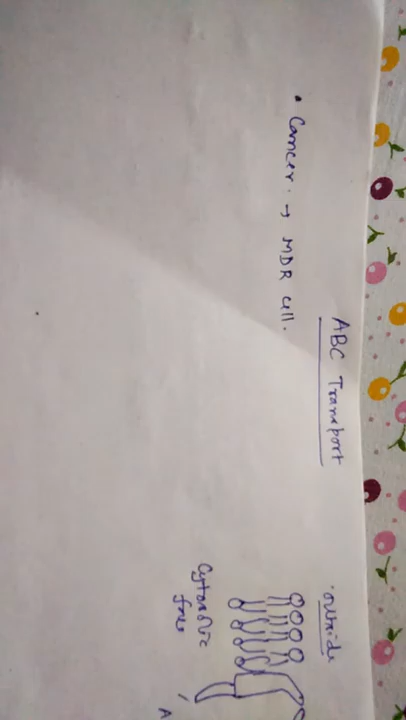 ABC Transport
• Cancer. → MDR cell.
outside
Cytosolic
face
A